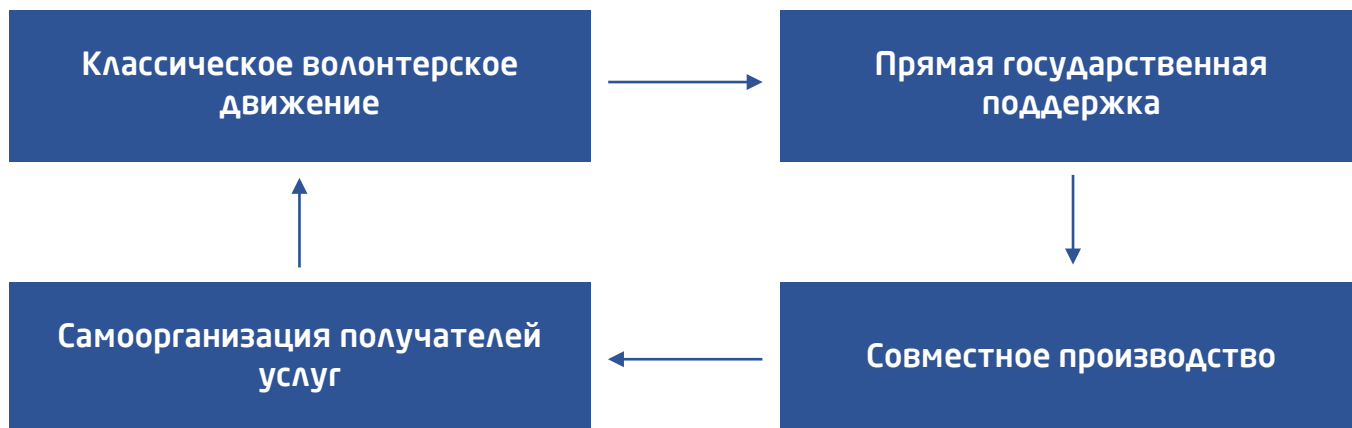 Классическое волонтерское
движение
Прямая государственная
поддержка
Самоорганизация получателей
услуг
Совместное производство